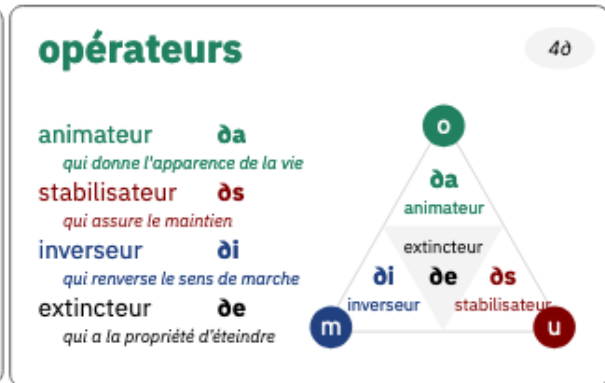 opérateurs
4∂
animateur ∂a
qui donne l'apparence de la vie
stabilisateur ∂s
qui assure le maintien
inverseur ∂i
qui renverse le sens de marche
extincteur ∂e
qui a la propriété d'éteindre
o
∂a
animateur
extincteur
∂i ∂e ∂s
inverseur stabilisateur
m u